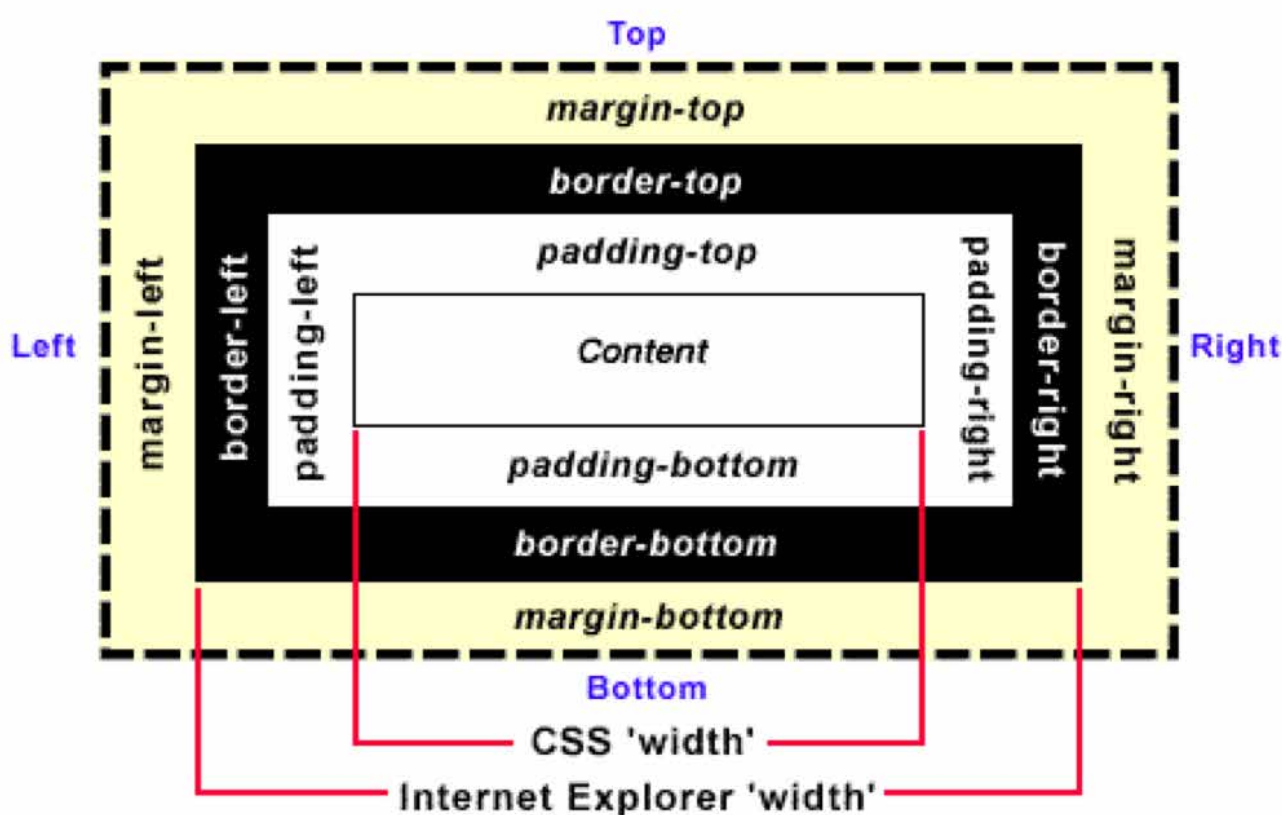 Top
margin-top
border-top
padding-top
Left
margin-left
border-left
padding-left
Content
padding-right
border-right
margin-right
Right
padding-bottom
border-bottom
margin-bottom
Bottom
CSS 'width'
Internet Explorer 'width'